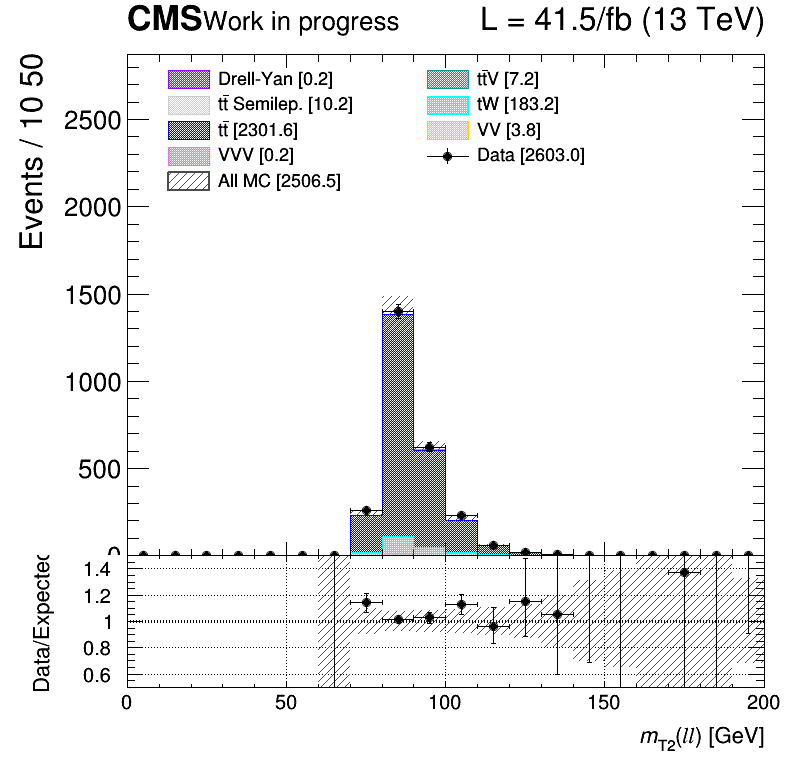 CMS Work in progress L = 41.5/fb (13 TeV)
Events / 10 50
Drell-Yan [0.2]
tt̄ Semilep. [10.2]
tt̄ [2301.6]
VVV [0.2]
All MC [2506.5]
tt̄V [7.2]
tW [183.2]
VV [3.8]
Data [2603.0]
2500
2000
1500
1000
500
0
Data/Expected
1.4
1.2
1
0.8
0.6
0 50 100 150 200
m_T2(ll) [GeV]